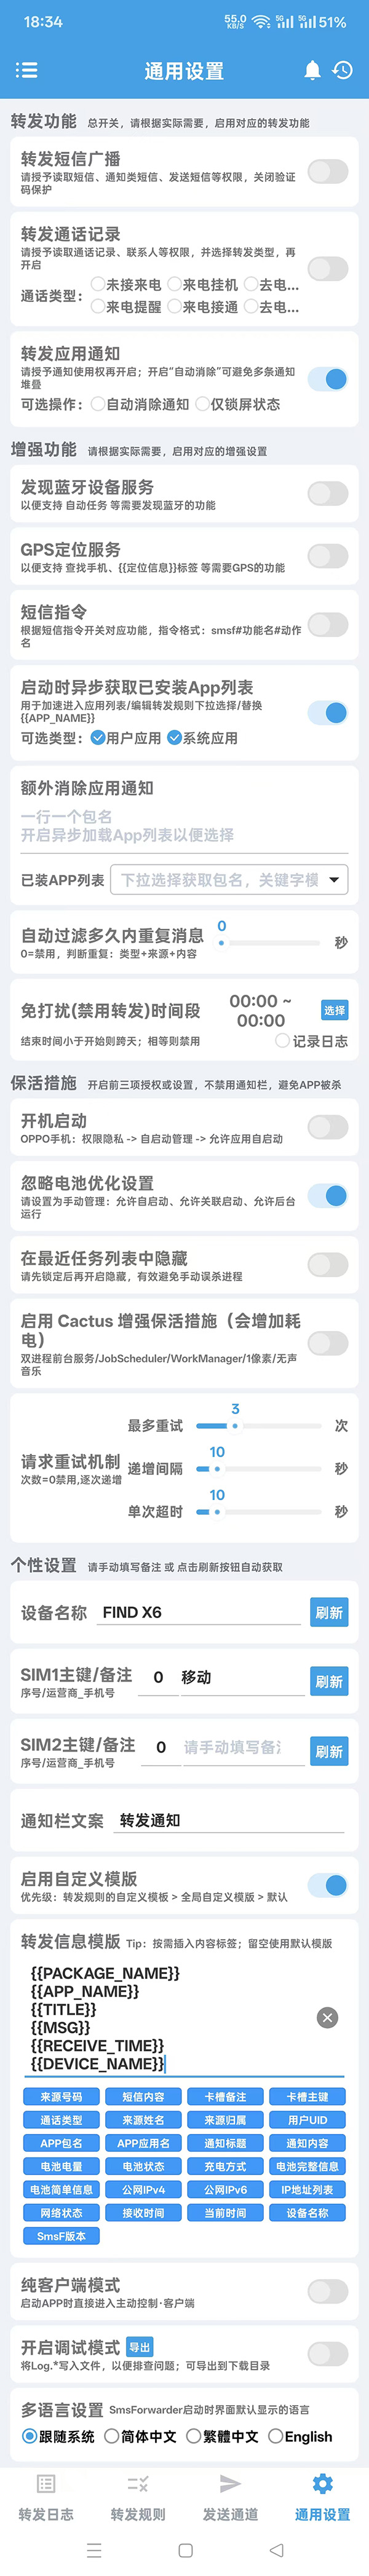 18:34 55.0 KB/S 5G 5G 51%
通用设置
转发功能 总开关，请根据实际需要，启用对应的转发功能
转发短信广播
请授予读取短信、通知类短信、发送短信等权限，关闭验证
码保护
转发通话记录
请授予读取通话记录、联系人等权限，并选择转发类型，再
开启
通话类型： 未接来电 来电挂机 去电...
来电提醒 来电接通 去电...
转发应用通知
请授予通知使用权再开启；开启“自动消除”可避免多条通知
堆叠
可选操作： 自动消除通知 仅锁屏状态
增强功能 请根据实际需要，启用对应的增强设置
发现蓝牙设备服务
以便支持 自动任务 等需要发现蓝牙的功能
GPS定位服务
以便支持 查找手机、{{定位信息}}标签 等需要GPS的功能
短信指令
根据短信指令开关对应功能，指令格式：smsf#功能名#动作
名
启动时异步获取已安装App列表
用于加速进入应用列表/编辑转发规则下拉选择/替换
{{APP_NAME}}
可选类型： 用户应用 系统应用
额外消除应用通知
一行一个包名
开启异步加载App列表以便选择
已装APP列表 下拉选择获取包名，关键字模
自动过滤多久内重复消息 0 秒
0=禁用，判断重复：类型+来源+内容
免打扰(禁用转发)时间段 00:00 ~
00:00 选择
结束时间小于开始则跨天；相等则禁用 记录日志
保活措施 开启前三项授权或设置，不禁用通知栏，避免APP被杀
开机启动
OPPO手机：权限隐私 -> 自启动管理 -> 允许应用自启动
忽略电池优化设置
请设置为手动管理：允许自启动、允许关联启动、允许后台
运行
在最近任务列表中隐藏
请先锁定后再开启隐藏，有效避免手动误杀进程
启用 Cactus 增强保活措施（会增加耗
电）
双进程前台服务/JobScheduler/WorkManager/1像素/无声
音乐
最多重试 3 次
请求重试机制 递增间隔 10 秒
次数=0禁用,逐次递增
单次超时 10 秒
个性设置 请手动填写备注 或 点击刷新按钮自动获取
设备名称 FIND X6 刷新
SIM1主键/备注 0 移动 刷新
序号/运营商_手机号
SIM2主键/备注 0 请手动填写备注 刷新
序号/运营商_手机号
通知栏文案 转发通知
启用自定义模版
优先级：转发规则的自定义模板 > 全局自定义模版 > 默认
转发信息模版 Tip：按需插入内容标签；留空使用默认模版
{{PACKAGE_NAME}}
{{APP_NAME}}
{{TITLE}}
{{MSG}}
{{RECEIVE_TIME}}
{{DEVICE_NAME}}
来源号码 短信内容 卡槽备注 卡槽主键
通话类型 来源姓名 来源归属 用户UID
APP包名 APP应用名 通知标题 通知内容
电池电量 电池状态 充电方式 电池完整信息
电池简单信息 公网IPv4 公网IPv6 IP地址列表
网络状态 接收时间 当前时间 设备名称
SmsF版本
纯客户端模式
启动APP时直接进入主动控制·客户端
开启调试模式 导出
将Log.*写入文件，以便排查问题；可导出到下载目录
多语言设置 SmsForwarder启动时界面默认显示的语言
跟随系统 简体中文 繁體中文 English
转发日志 转发规则 发送通道 通用设置